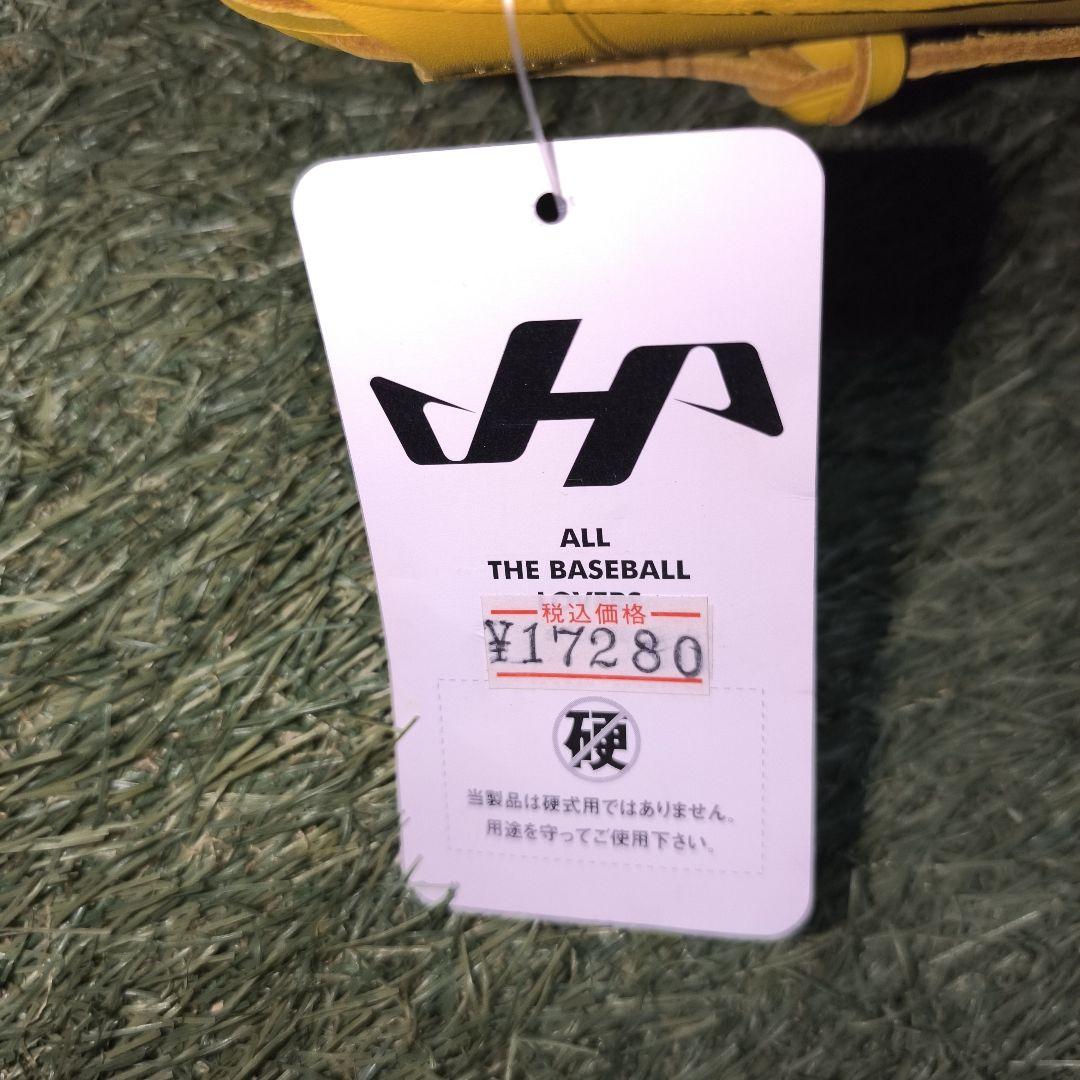 ALL
THE BASEBALL
LOVERS
税込価格
¥17280
硬
当製品は硬式用ではありません。
用途を守ってご使用下さい。